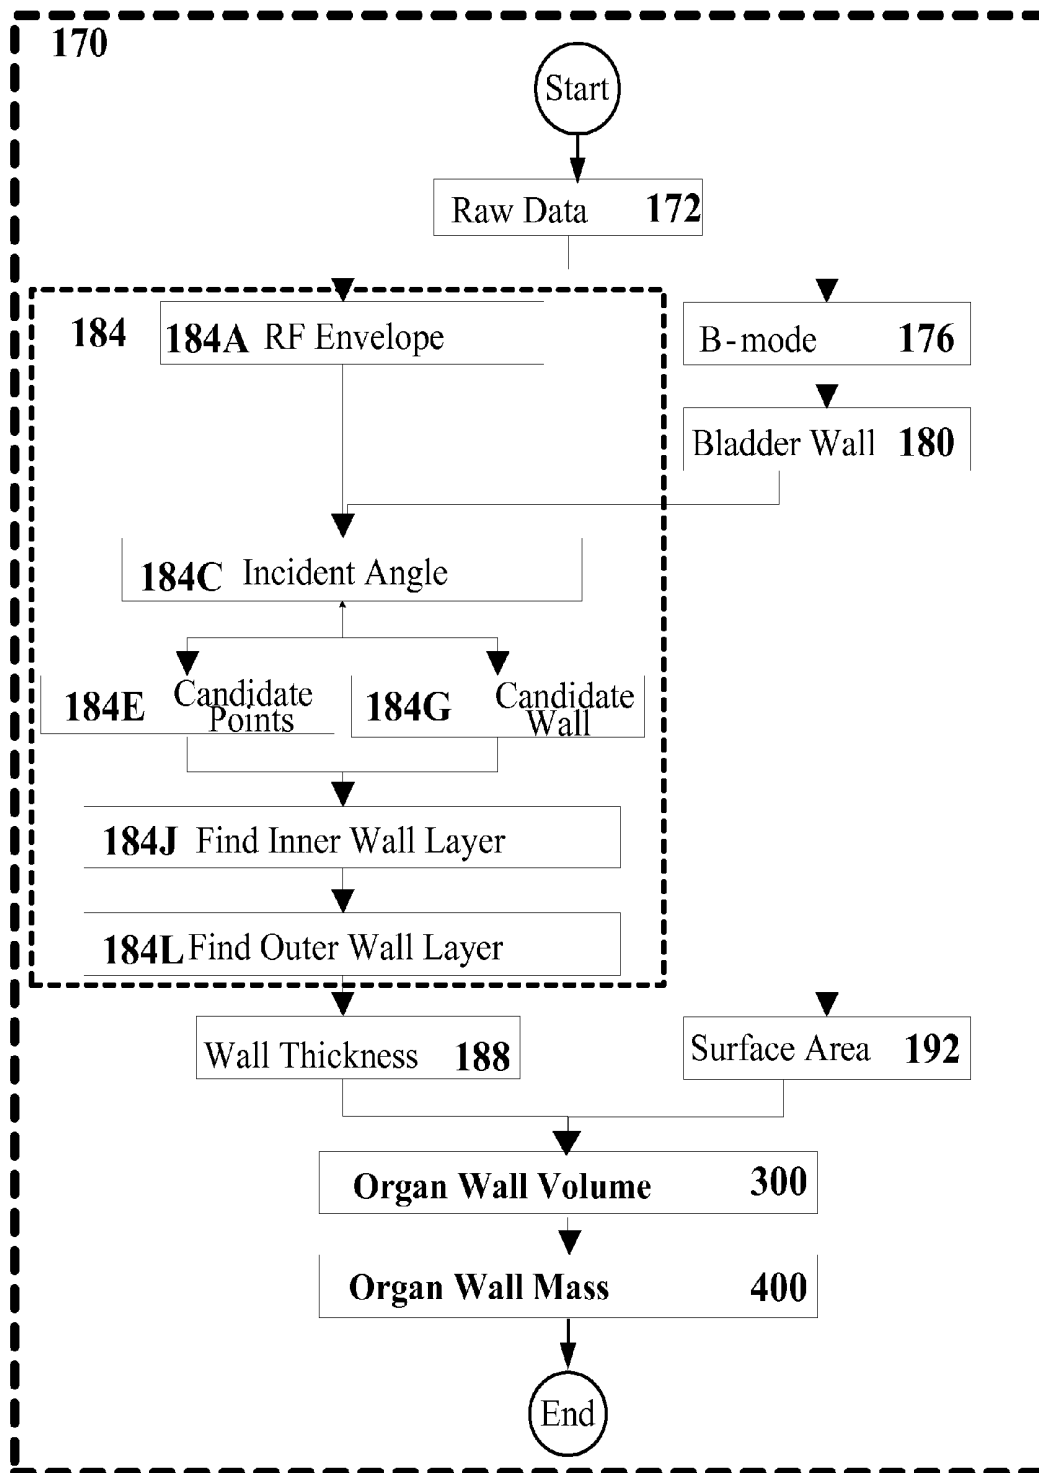 170
Start
Raw Data 172
184
184A RF Envelope
B-mode 176
Bladder Wall 180
184C Incident Angle
184E Candidate
Points
184G Candidate
Wall
184J Find Inner Wall Layer
184L Find Outer Wall Layer
Wall Thickness 188
Surface Area 192
Organ Wall Volume 300
Organ Wall Mass 400
End